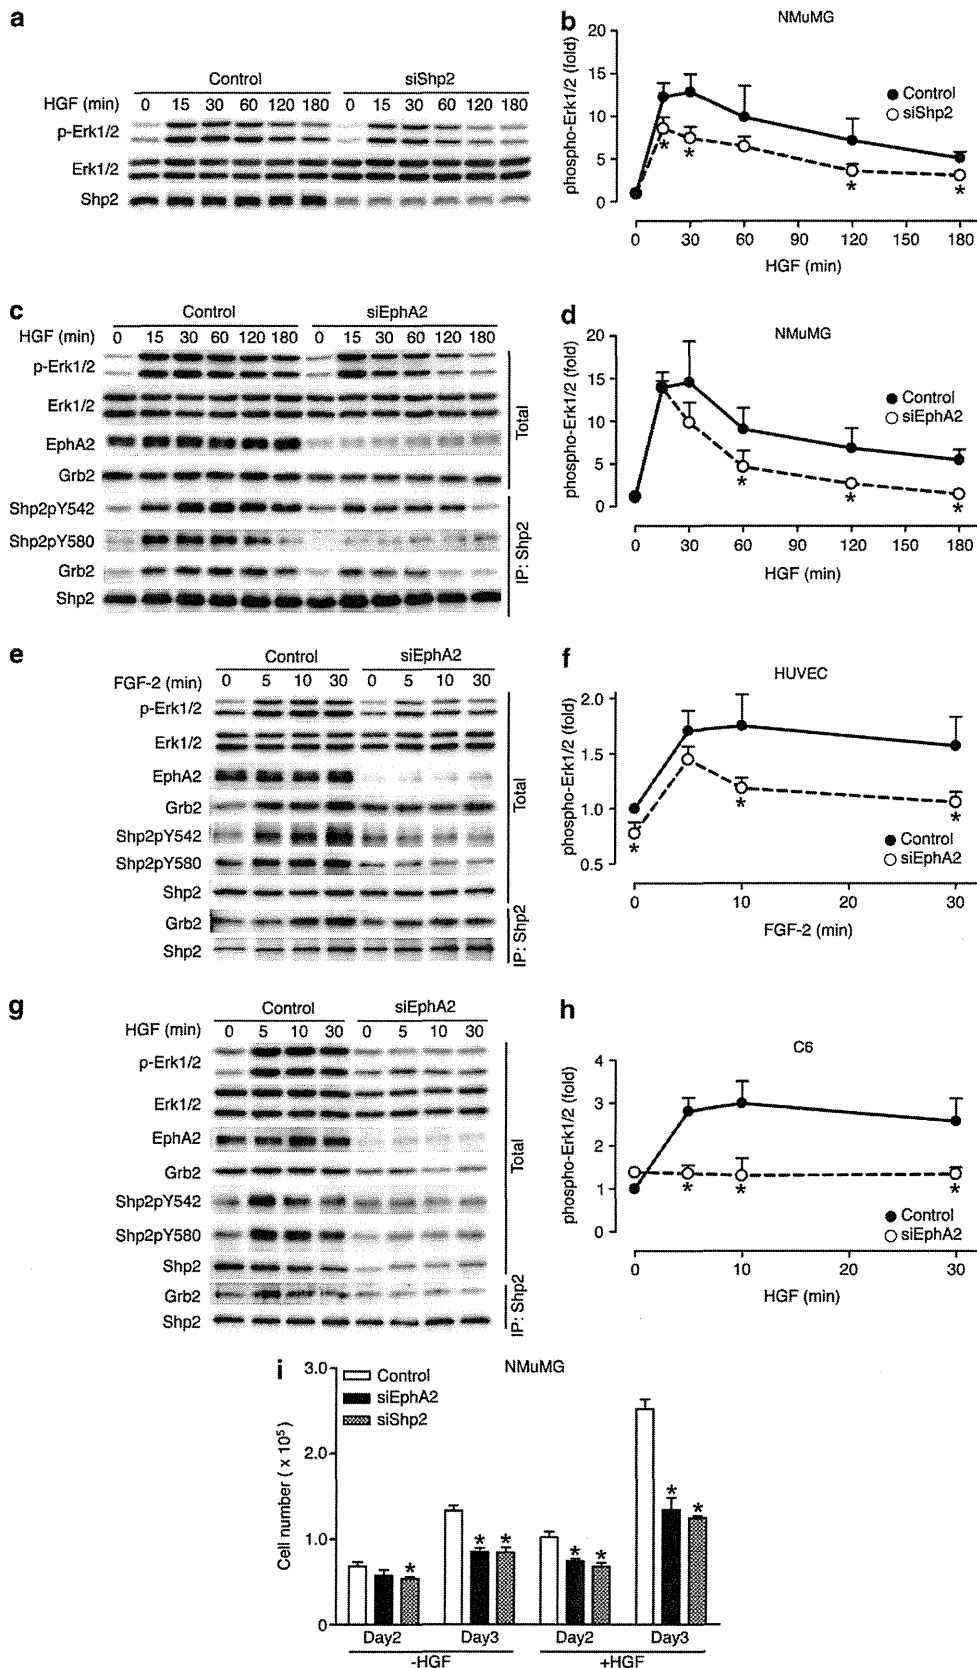 a
Control siShp2
HGF (min) 0 15 30 60 120 180 0 15 30 60 120 180
p-Erk1/2
Erk1/2
Shp2
b
NMuMG
phospho-Erk1/2 (fold)
20
15
10
5
0
Control
siShp2
* * * *
0 30 60 90 120 150 180
HGF (min)
c
Control siEphA2
HGF (min) 0 15 30 60 120 180 0 15 30 60 120 180
p-Erk1/2
Erk1/2
EphA2
Grb2
Total
Shp2pY542
Shp2pY580
Grb2
Shp2
IP: Shp2
d
NMuMG
phospho-Erk1/2 (fold)
20
15
10
5
0
Control
siEphA2
* * *
0 30 60 90 120 150 180
HGF (min)
e
Control siEphA2
FGF-2 (min) 0 5 10 30 0 5 10 30
p-Erk1/2
Erk1/2
EphA2
Grb2
Shp2pY542
Shp2pY580
Shp2
Total
Grb2
Shp2
IP: Shp2
f
HUVEC
phospho-Erk1/2 (fold)
2.0
1.5
1.0
0.5
* * *
Control
siEphA2
0 10 20 30
FGF-2 (min)
g
Control siEphA2
HGF (min) 0 5 10 30 0 5 10 30
p-Erk1/2
Erk1/2
EphA2
Grb2
Shp2pY542
Shp2pY580
Shp2
Total
Grb2
Shp2
IP: Shp2
h
C6
phospho-Erk1/2 (fold)
4
3
2
1
0
* * *
Control
siEphA2
0 10 20 30
HGF (min)
i
NMuMG
Cell number ( x 10⁵)
3.0
2.0
1.0
0
Control
siEphA2
siShp2
* * * * * * *
Day2 Day3 Day2 Day3
-HGF +HGF